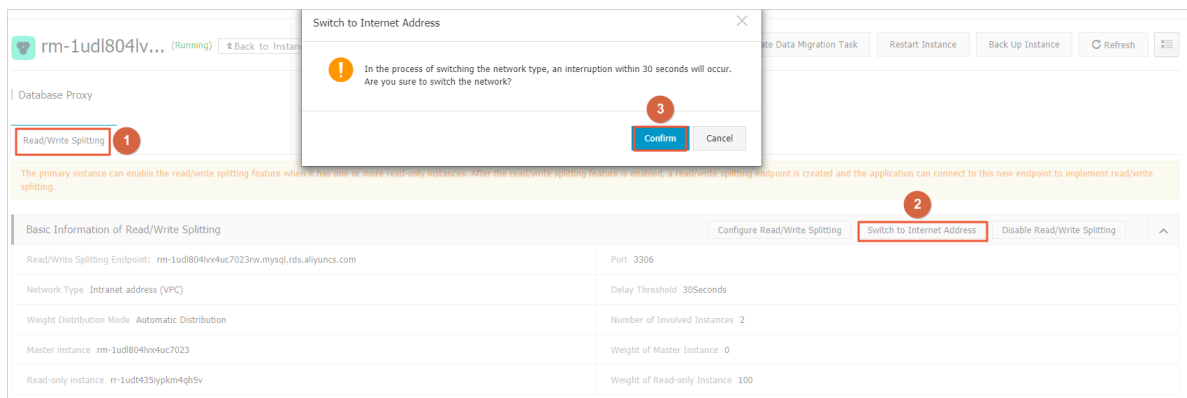 Switch to Internet Address
rm-1udl804lv... (Running) Back to Instan
ate Data Migration Task Restart Instance Back Up Instance Refresh
In the process of switching the network type, an interruption within 30 seconds will occur.
Are you sure to switch the network?
Database Proxy
3
Confirm Cancel
Read/Write Splitting 1
The primary instance can enable the read/write splitting feature when it has one or more read-only instances. After the read/write splitting feature is enabled, a read/write splitting endpoint is created and the application can connect to this new endpoint to implement read/write
splitting.
2
Basic Information of Read/Write Splitting Configure Read/Write Splitting Switch to Internet Address Disable Read/Write Splitting
Read/Write Splitting Endpoint: rm-1udl804lvx4uc7023rw.mysql.rds.aliyuncs.com Port 3306
Network Type Intranet address (VPC) Delay Threshold 30Seconds
Weight Distribution Mode Automatic Distribution Number of Involved Instances 2
Master instance rm-1udl804lvx4uc7023 Weight of Master Instance 0
Read-only instance rr-1udt435iypkm4qh5v Weight of Read-only Instance 100